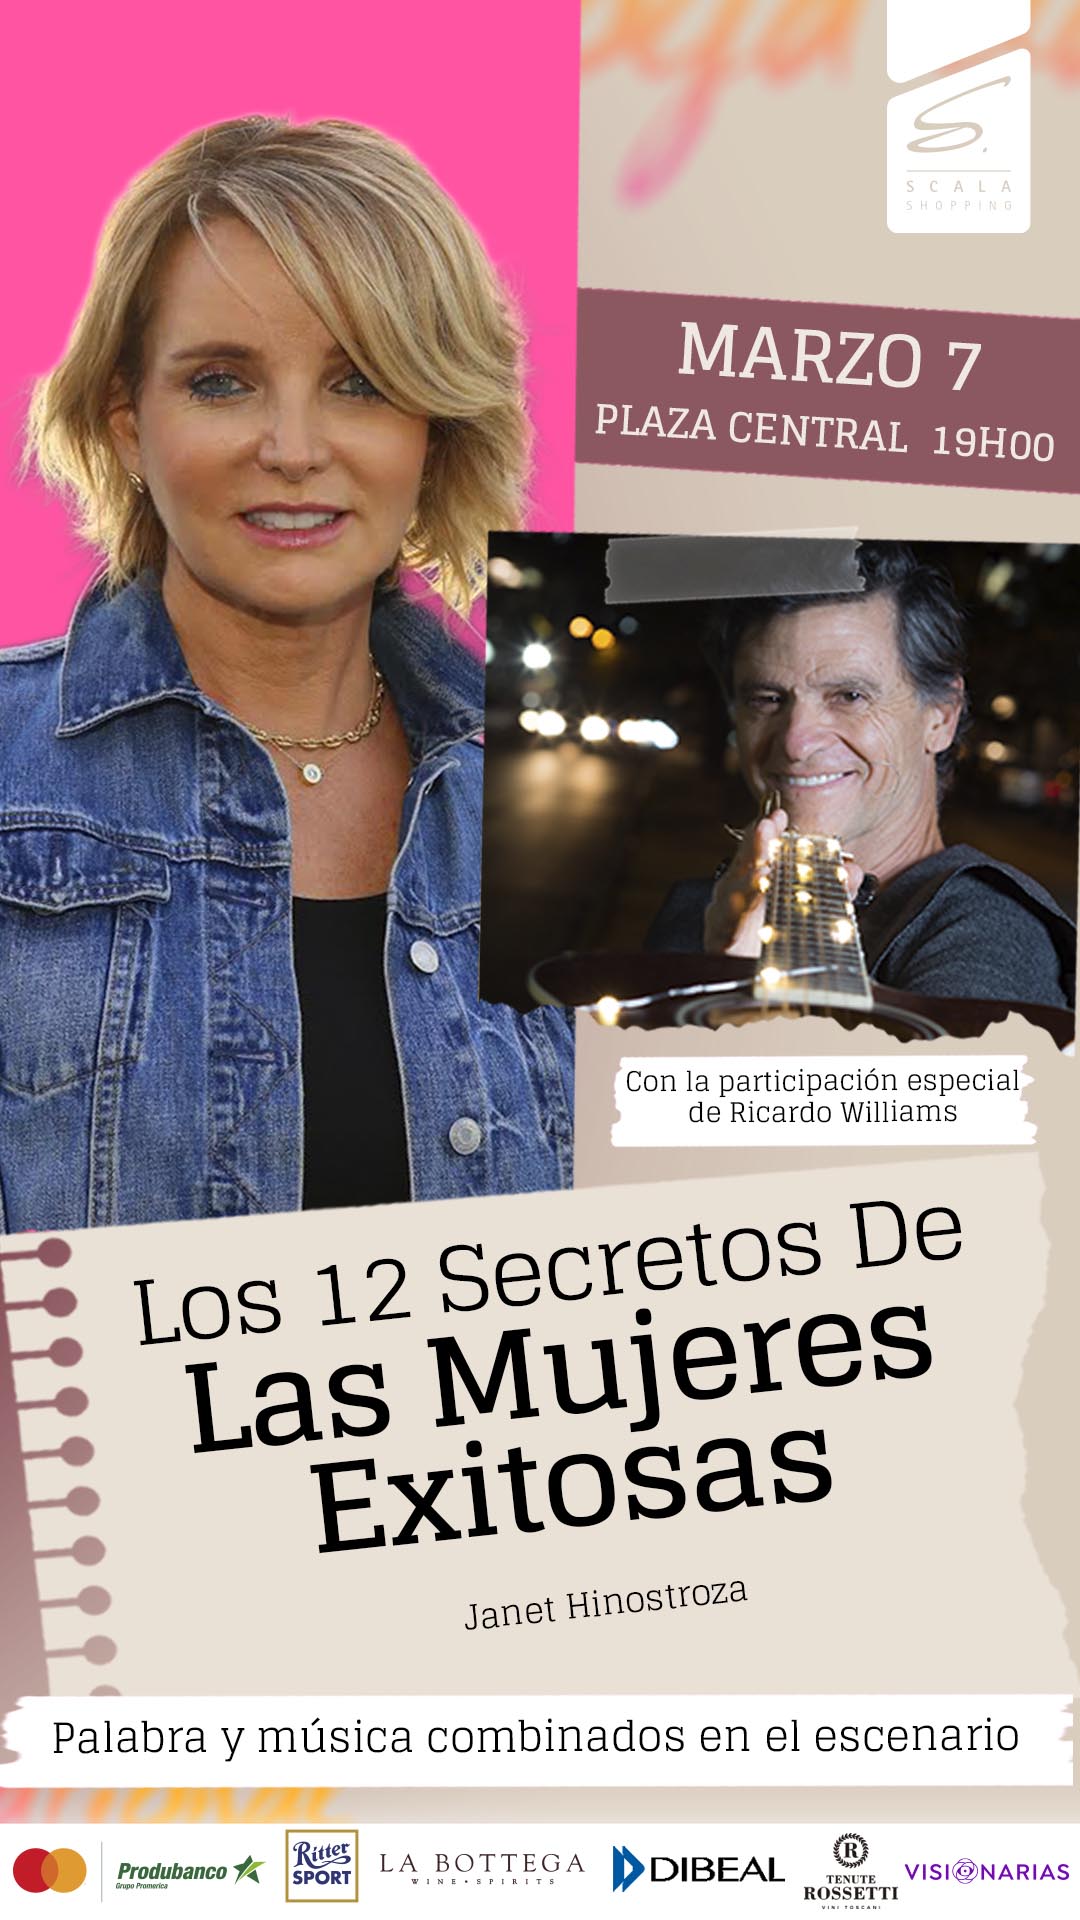 S.
SCALA
SHOPPING
MARZO 7
PLAZA CENTRAL 19H00
Con la participación especial
de Ricardo Williams
Los 12 Secretos De
Las Mujeres
Exitosas
Janet Hinostroza
Palabra y música combinados en el escenario
Produbanco
Grupo Promerica
Ritter
SPORT
LA BOTTEGA
WINE • SPIRITS
DIBEAL
R
TENUTE
ROSSETTI
VINI TOSCANI
VISIONARIAS